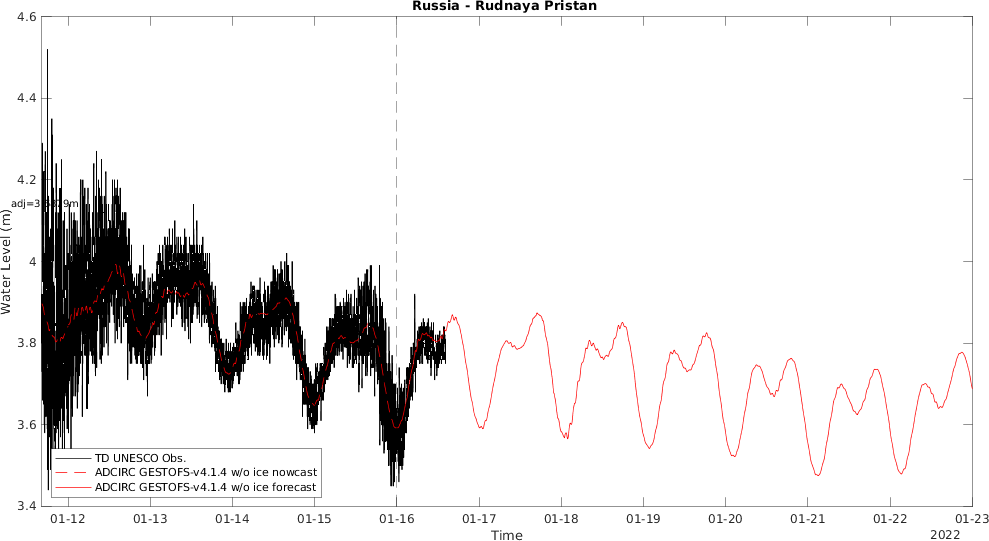 Russia - Rudnaya Pristan
4.6
4.4
4.2
4
3.8
3.6
3.4
Water Level (m)
TD UNESCO Obs.
ADCIRC GESTOFS-v4.1.4 w/o ice nowcast
ADCIRC GESTOFS-v4.1.4 w/o ice forecast
01-12 01-13 01-14 01-15 01-16 01-17 01-18 01-19 01-20 01-21 01-22 01-23
Time
2022